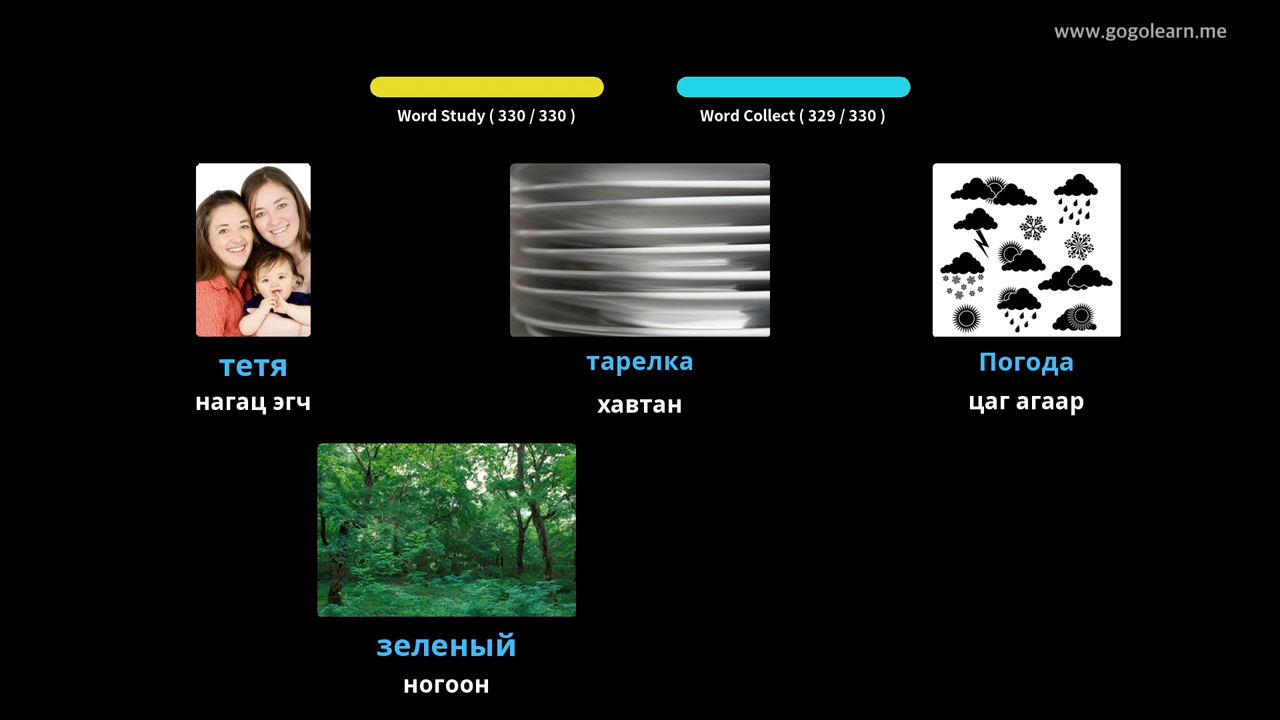 www.gogolearn.me
Word Study ( 330 / 330 )
Word Collect ( 329 / 330 )
тетя
нагац эгч
тарелка
хавтан
Погода
цаг агаар
зеленый
ногоон